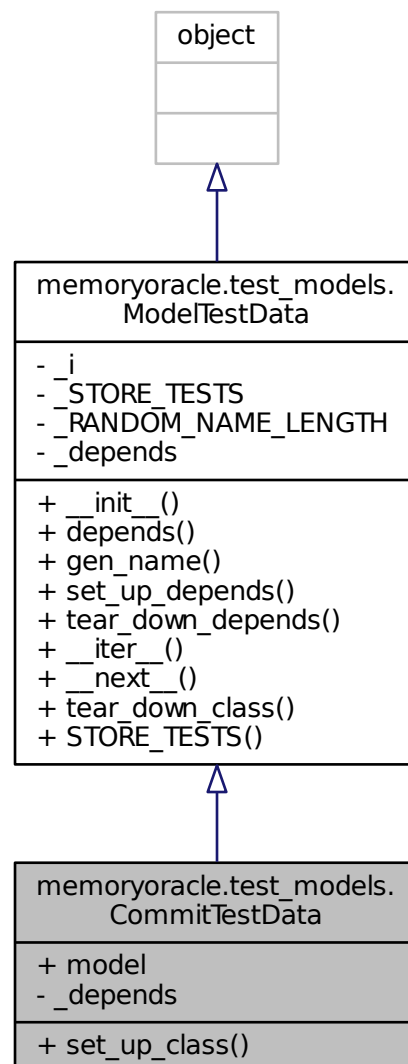 object
memoryoracle.test_models.
ModelTestData
- _i
- _STORE_TESTS
- _RANDOM_NAME_LENGTH
- _depends
+ __init__()
+ depends()
+ gen_name()
+ set_up_depends()
+ tear_down_depends()
+ __iter__()
+ __next__()
+ tear_down_class()
+ STORE_TESTS()
memoryoracle.test_models.
CommitTestData
+ model
- _depends
+ set_up_class()